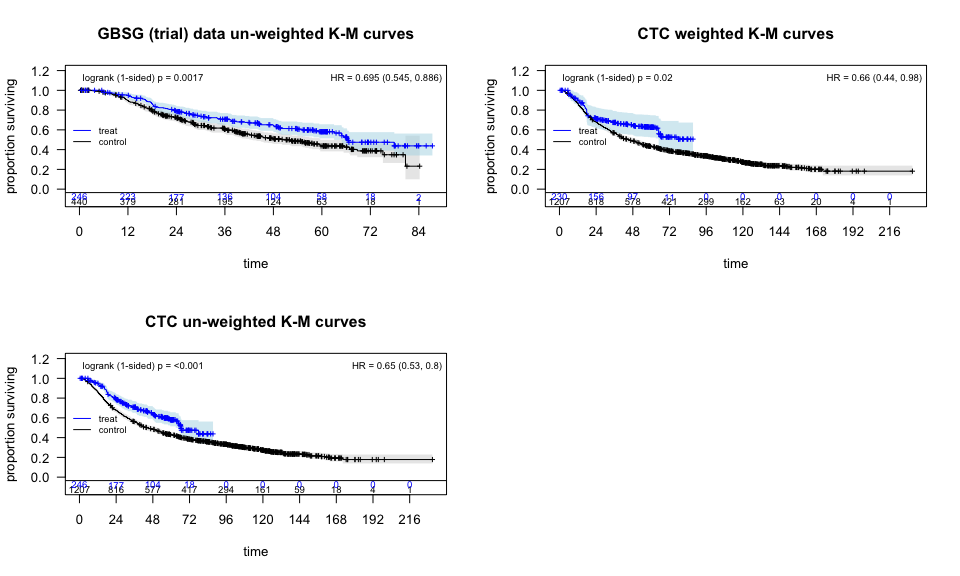 GBSG (trial) data un-weighted K-M curves
logrank (1-sided) p = 0.0017
HR = 0.695 (0.545, 0.886)
proportion surviving
1.2
1.0
0.8
0.6
0.4
0.2
0.0
treat
control
246 223 177 136 104 58 18 2
440 379 281 195 124 63 18 1
0 12 24 36 48 60 72 84
time
CTC weighted K-M curves
logrank (1-sided) p = 0.02
HR = 0.66 (0.44, 0.98)
proportion surviving
1.2
1.0
0.8
0.6
0.4
0.2
0.0
treat
control
230 156 97 11 0 0 0 0 0 0
1207 818 578 421 299 162 63 20 4 1
0 24 48 72 96 120 144 168 192 216
time
CTC un-weighted K-M curves
logrank (1-sided) p = <0.001
HR = 0.65 (0.53, 0.8)
proportion surviving
1.2
1.0
0.8
0.6
0.4
0.2
0.0
treat
control
246 177 104 18 0 0 0 0 0 0
1207 816 577 417 294 161 59 18 4 1
0 24 48 72 96 120 144 168 192 216
time